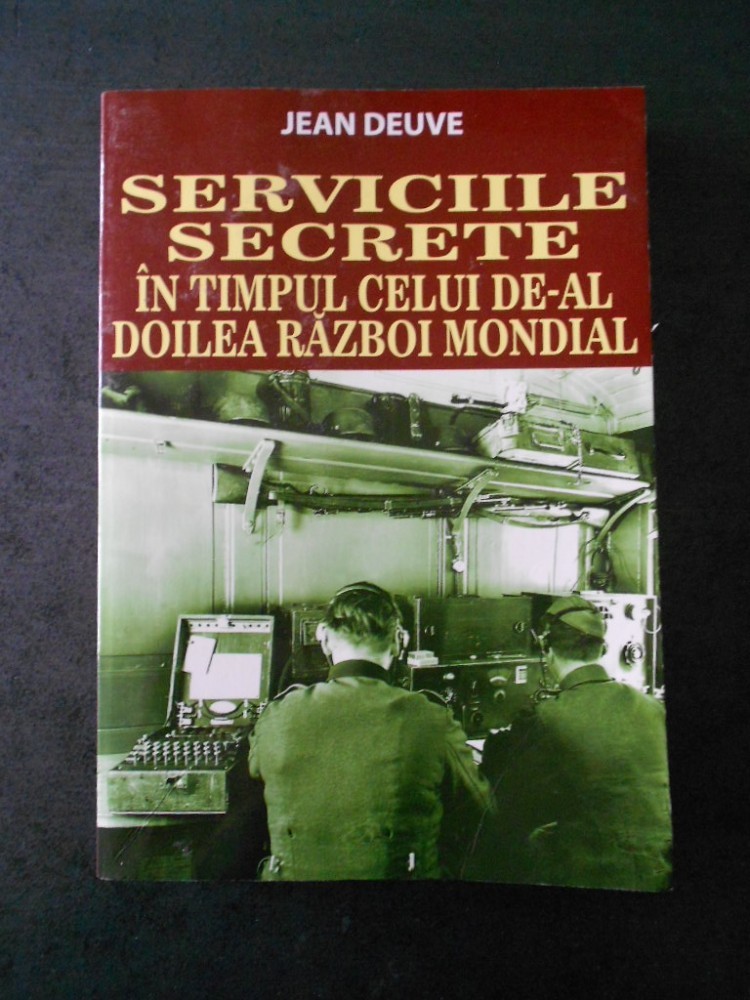 JEAN DEUVE
SERVICIILE
SECRETE
ÎN TIMPUL CELUI DE-AL
DOILEA RĂZBOI MONDIAL